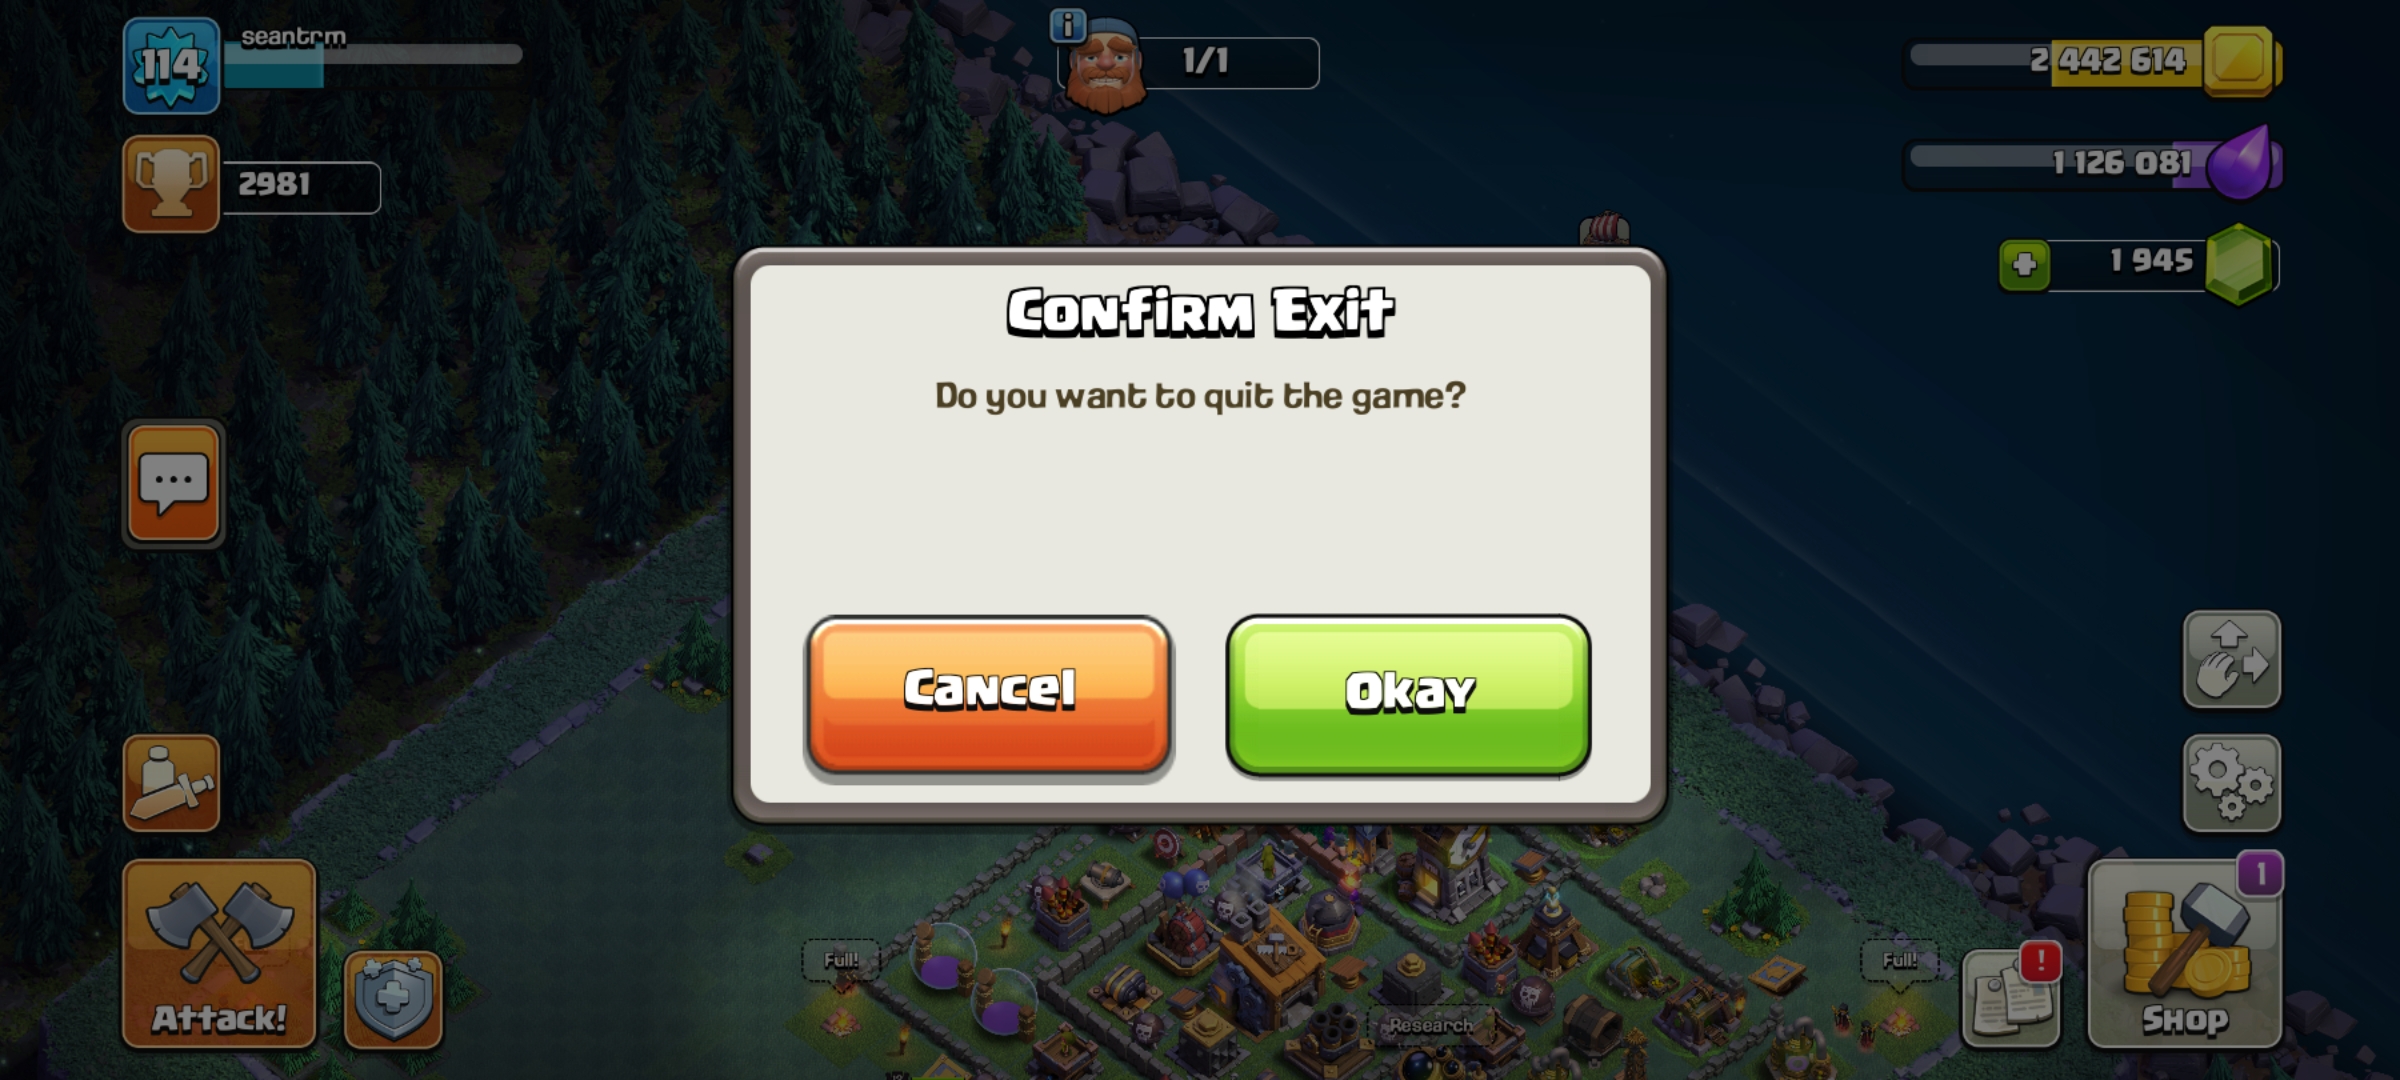 114
seantrm
i
1/1
2 442 614
2981
1 126 081
1 945
Confirm Exit
Do you want to quit the game?
Cancel
Okay
1
Full!
Full!
!
Attack!
Research
Shop